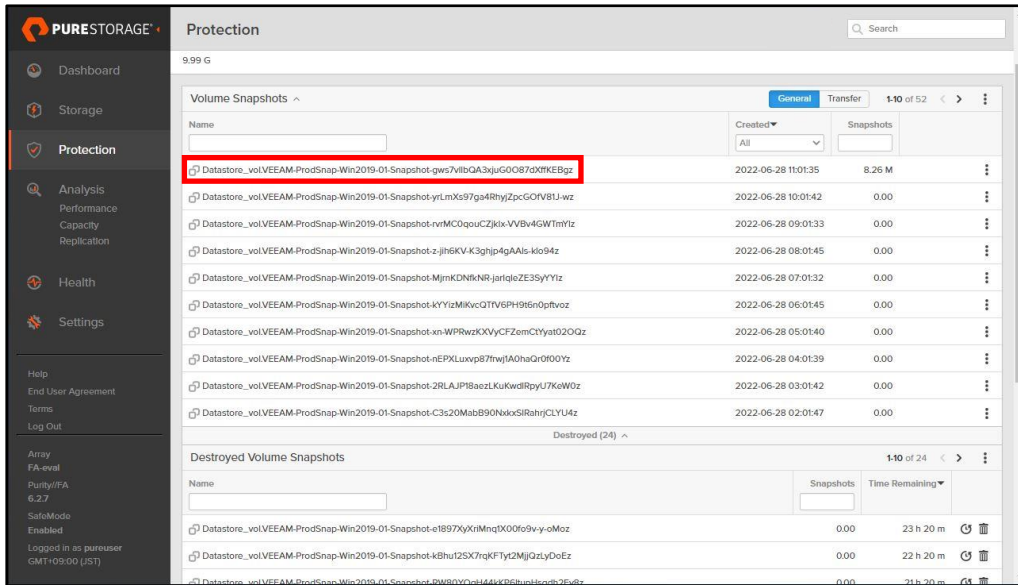 PURESTORAGE®
Protection
Search
Dashboard
Storage
Protection
Analysis
Performance
Capacity
Replication
Health
Settings
Help
End User Agreement
Terms
Log Out
Array
FA-eval
Purity//FA
6.2.7
SafeMode
Enabled
Logged in as pureuser
GMT+09:00 (JST)
9.99 G
Volume Snapshots
General Transfer 1-10 of 52
Name Created Snapshots
All
Datastore_vol.VEEAM-ProdSnap-Win2019-01-Snapshot-gws7vllbQA3xjuG0O87dXffKEBgz 2022-06-28 11:01:35 8.26 M
Datastore_vol.VEEAM-ProdSnap-Win2019-01-Snapshot-yrLmXs97ga4RhyjZpcGOfV81J-wz 2022-06-28 10:01:42 0.00
Datastore_vol.VEEAM-ProdSnap-Win2019-01-Snapshot-rvrMC0qouCZjklx-VVBv4GWTmYlz 2022-06-28 09:01:33 0.00
Datastore_vol.VEEAM-ProdSnap-Win2019-01-Snapshot-z-jih6KV-K3ghjp4gAAls-klo94z 2022-06-28 08:01:45 0.00
Datastore_vol.VEEAM-ProdSnap-Win2019-01-Snapshot-MjrnKDNfkNR-jarlqleZE3SyYYlz 2022-06-28 07:01:32 0.00
Datastore_vol.VEEAM-ProdSnap-Win2019-01-Snapshot-kYYizMiKvcQTfV6PH9t6n0pftvoz 2022-06-28 06:01:45 0.00
Datastore_vol.VEEAM-ProdSnap-Win2019-01-Snapshot-xn-WPRwzKXVyCFZemCtYyat02OQz 2022-06-28 05:01:40 0.00
Datastore_vol.VEEAM-ProdSnap-Win2019-01-Snapshot-nEPXLuxvp87frwj1A0haQr0f00Yz 2022-06-28 04:01:39 0.00
Datastore_vol.VEEAM-ProdSnap-Win2019-01-Snapshot-2RLAJP18aezLKuKwdlRpyU7KeW0z 2022-06-28 03:01:42 0.00
Datastore_vol.VEEAM-ProdSnap-Win2019-01-Snapshot-C3s20MabB90NxkxSlRahrjCLYU4z 2022-06-28 02:01:47 0.00
Destroyed (24)
Destroyed Volume Snapshots 1-10 of 24
Name Snapshots Time Remaining
Datastore_vol.VEEAM-ProdSnap-Win2019-01-Snapshot-e1897XyXriMnq1X00fo9v-y-oMoz 0.00 23 h 20 m
Datastore_vol.VEEAM-ProdSnap-Win2019-01-Snapshot-kBhu12SX7rqKFTyt2MjjQzLyDoEz 0.00 22 h 20 m
0.00 21 h 20 m